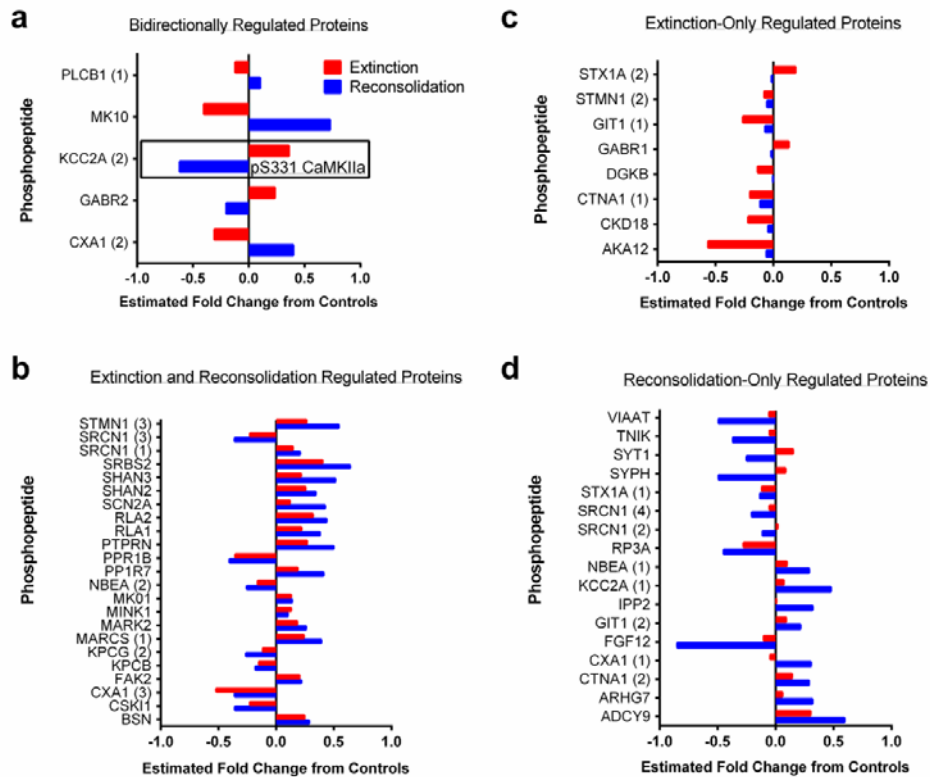 a
Bidirectionally Regulated Proteins
Extinction
Reconsolidation
Phosphopeptide
PLCB1 (1)
MK10
KCC2A (2)
pS331 CaMKIIa
GABR2
CXA1 (2)
-1.0 -0.5 0.0 0.5 1.0
Estimated Fold Change from Controls
c
Extinction-Only Regulated Proteins
Phosphopeptide
STX1A (2)
STMN1 (2)
GIT1 (1)
GABR1
DGKB
CTNA1 (1)
CKD18
AKA12
-1.0 -0.5 0.0 0.5 1.0
Estimated Fold Change from Controls
b
Extinction and Reconsolidation Regulated Proteins
Phosphopeptide
STMN1 (3)
SRCN1 (3)
SRCN1 (1)
SRBS2
SHAN3
SHAN2
SCN2A
RLA2
RLA1
PTPRN
PPR1B
PP1R7
NBEA (2)
MK01
MINK1
MARK2
MARCS (1)
KPCG (2)
KPCB
FAK2
CXA1 (3)
CSKI1
BSN
-1.0 -0.5 0.0 0.5 1.0
Estimated Fold Change from Controls
d
Reconsolidation-Only Regulated Proteins
Phosphopeptide
VIAAT
TNIK
SYT1
SYPH
STX1A (1)
SRCN1 (4)
SRCN1 (2)
RP3A
NBEA (1)
KCC2A (1)
IPP2
GIT1 (2)
FGF12
CXA1 (1)
CTNA1 (2)
ARHG7
ADCY9
-1.0 -0.5 0.0 0.5 1.0
Estimated Fold Change from Controls